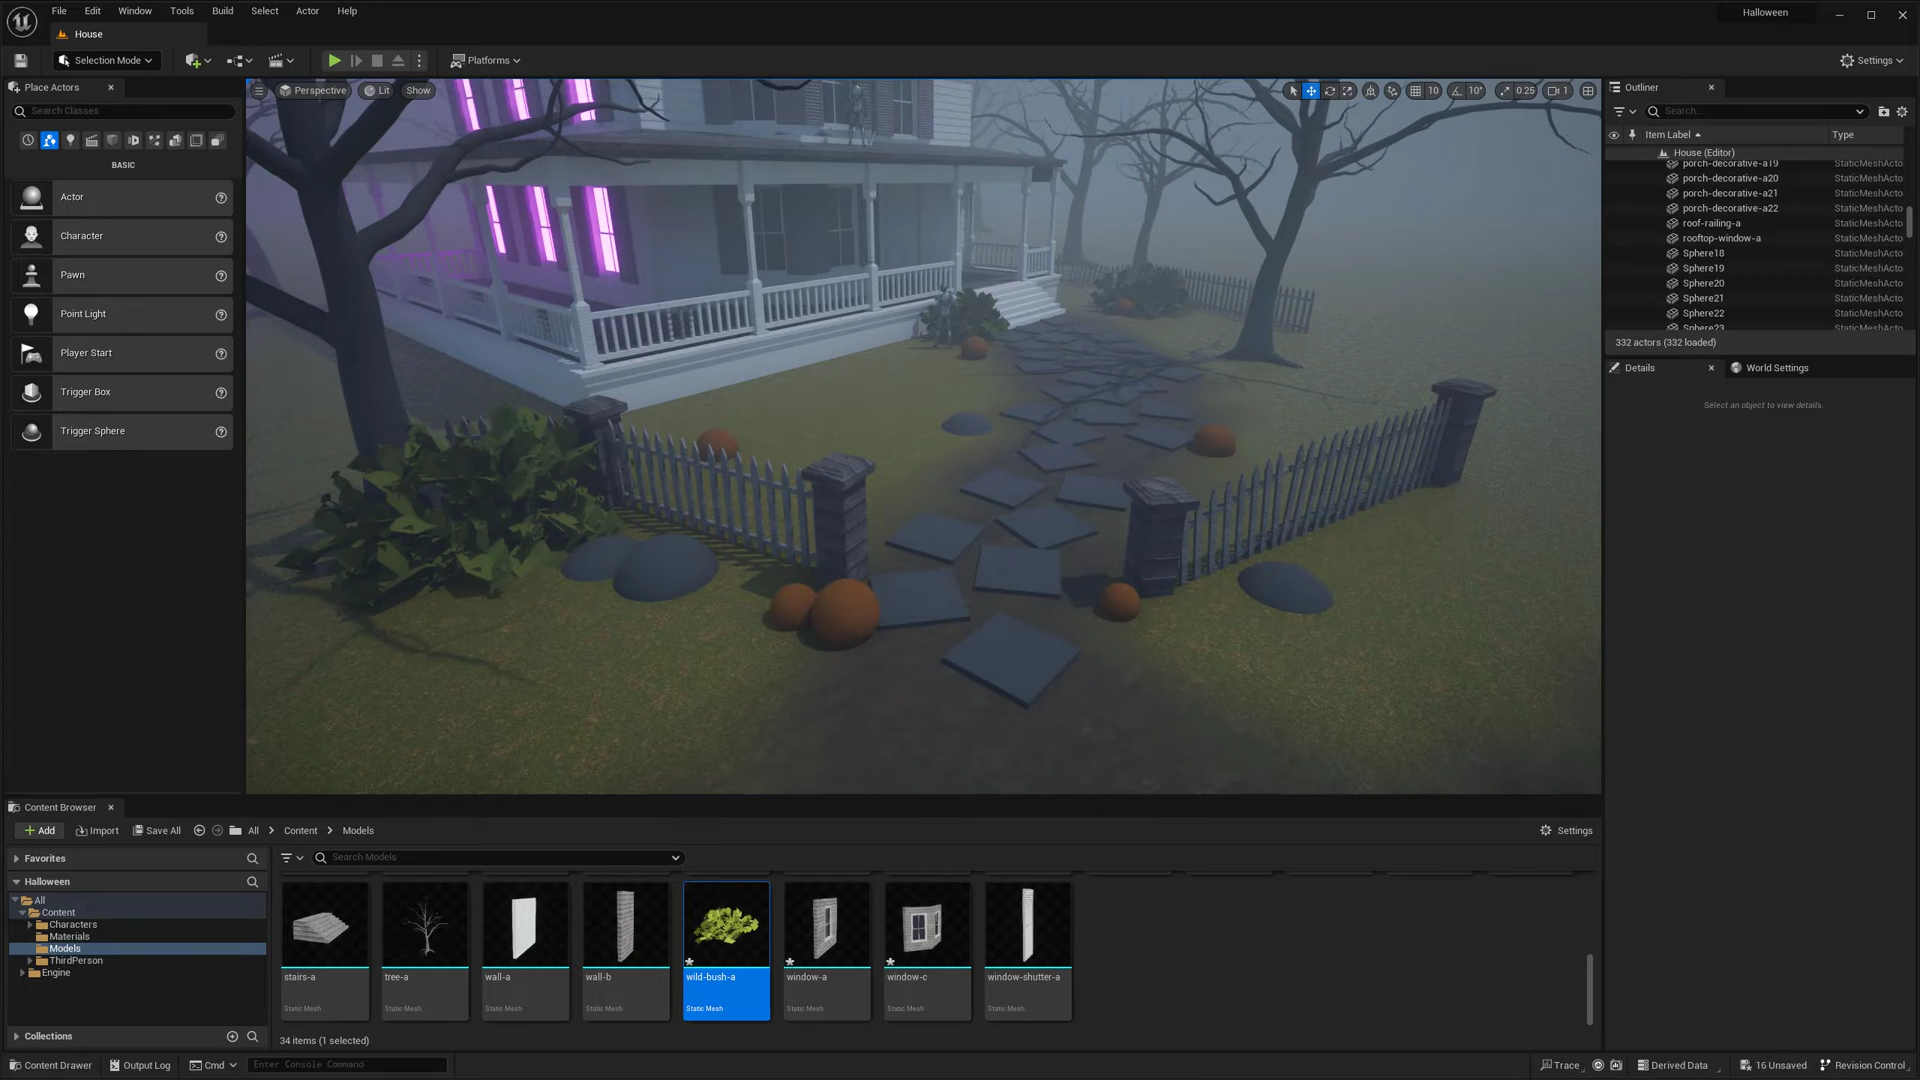 File Edit Window Tools Build Select Actor Help
Halloween
House
Selection Mode
Platforms
Settings
Place Actors
Search Classes
BASIC
Actor
Character
Pawn
Point Light
Player Start
Trigger Box
Trigger Sphere
Perspective Lit Show
10 10° 0.25 1
Outliner
Search...
Item Label Type
House (Editor)
porch-decorative-a19 StaticMeshActo
porch-decorative-a20 StaticMeshActo
porch-decorative-a21 StaticMeshActo
porch-decorative-a22 StaticMeshActo
roof-railing-a StaticMeshActo
rooftop-window-a StaticMeshActo
Sphere18 StaticMeshActo
Sphere19 StaticMeshActo
Sphere20 StaticMeshActo
Sphere21 StaticMeshActo
Sphere22 StaticMeshActo
Sphere23 StaticMeshActo
332 actors (332 loaded)
Details World Settings
Select an object to view details.
Content Browser
Add Import Save All All Content Models Settings
Favorites
Halloween
All
Content
Characters
Materials
Models
ThirdPerson
Engine
Collections
Search Models
stairs-a tree-a wall-a wall-b wild-bush-a window-a window-c window-shutter-a
Static Mesh Static Mesh Static Mesh Static Mesh Static Mesh Static Mesh Static Mesh Static Mesh
34 items (1 selected)
Content Drawer Output Log Cmd Enter Console Command Trace Derived Data 16 Unsaved Revision Control